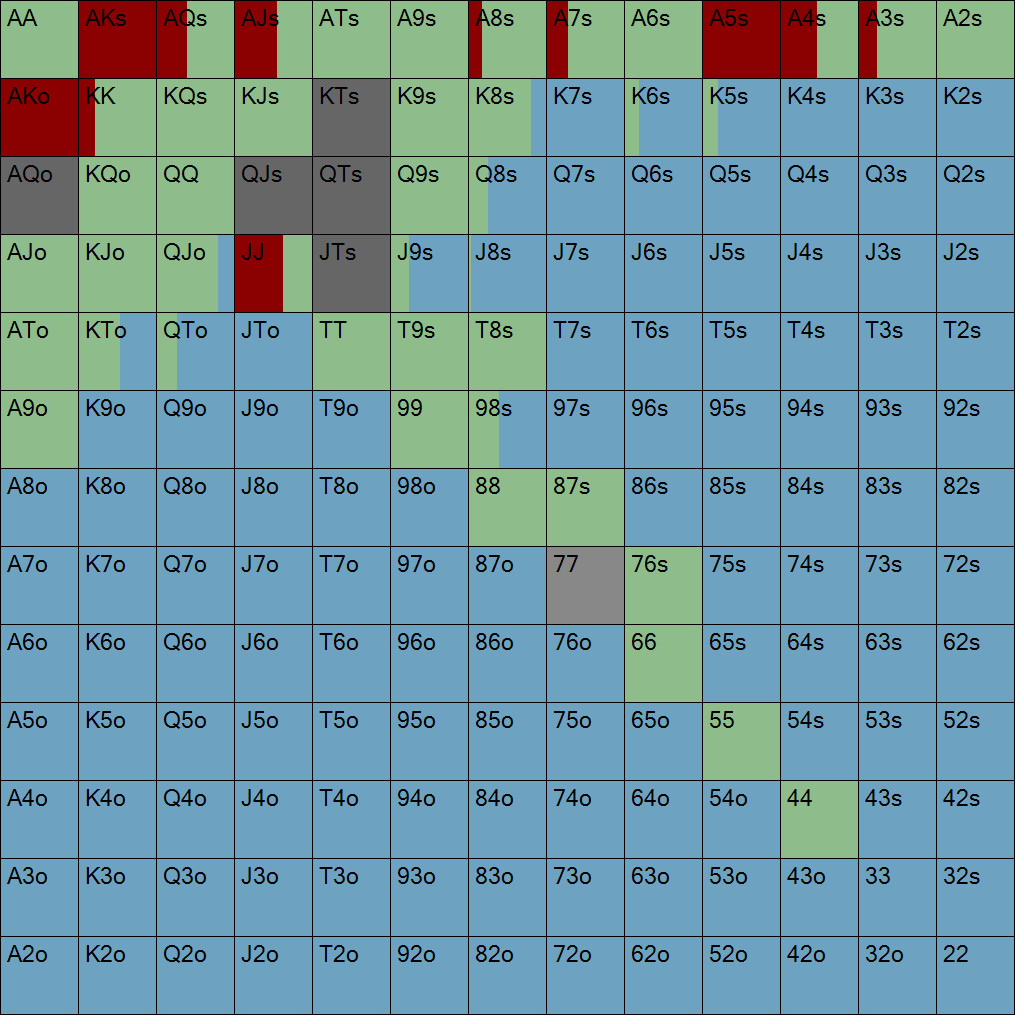 AA AKs AQs AJs ATs A9s A8s A7s A6s A5s A4s A3s A2s
AKo KK KQs KJs KTs K9s K8s K7s K6s K5s K4s K3s K2s
AQo KQo QQ QJs QTs Q9s Q8s Q7s Q6s Q5s Q4s Q3s Q2s
AJo KJo QJo JJ JTs J9s J8s J7s J6s J5s J4s J3s J2s
ATo KTo QTo JTo TT T9s T8s T7s T6s T5s T4s T3s T2s
A9o K9o Q9o J9o T9o 99 98s 97s 96s 95s 94s 93s 92s
A8o K8o Q8o J8o T8o 98o 88 87s 86s 85s 84s 83s 82s
A7o K7o Q7o J7o T7o 97o 87o 77 76s 75s 74s 73s 72s
A6o K6o Q6o J6o T6o 96o 86o 76o 66 65s 64s 63s 62s
A5o K5o Q5o J5o T5o 95o 85o 75o 65o 55 54s 53s 52s
A4o K4o Q4o J4o T4o 94o 84o 74o 64o 54o 44 43s 42s
A3o K3o Q3o J3o T3o 93o 83o 73o 63o 53o 43o 33 32s
A2o K2o Q2o J2o T2o 92o 82o 72o 62o 52o 42o 32o 22